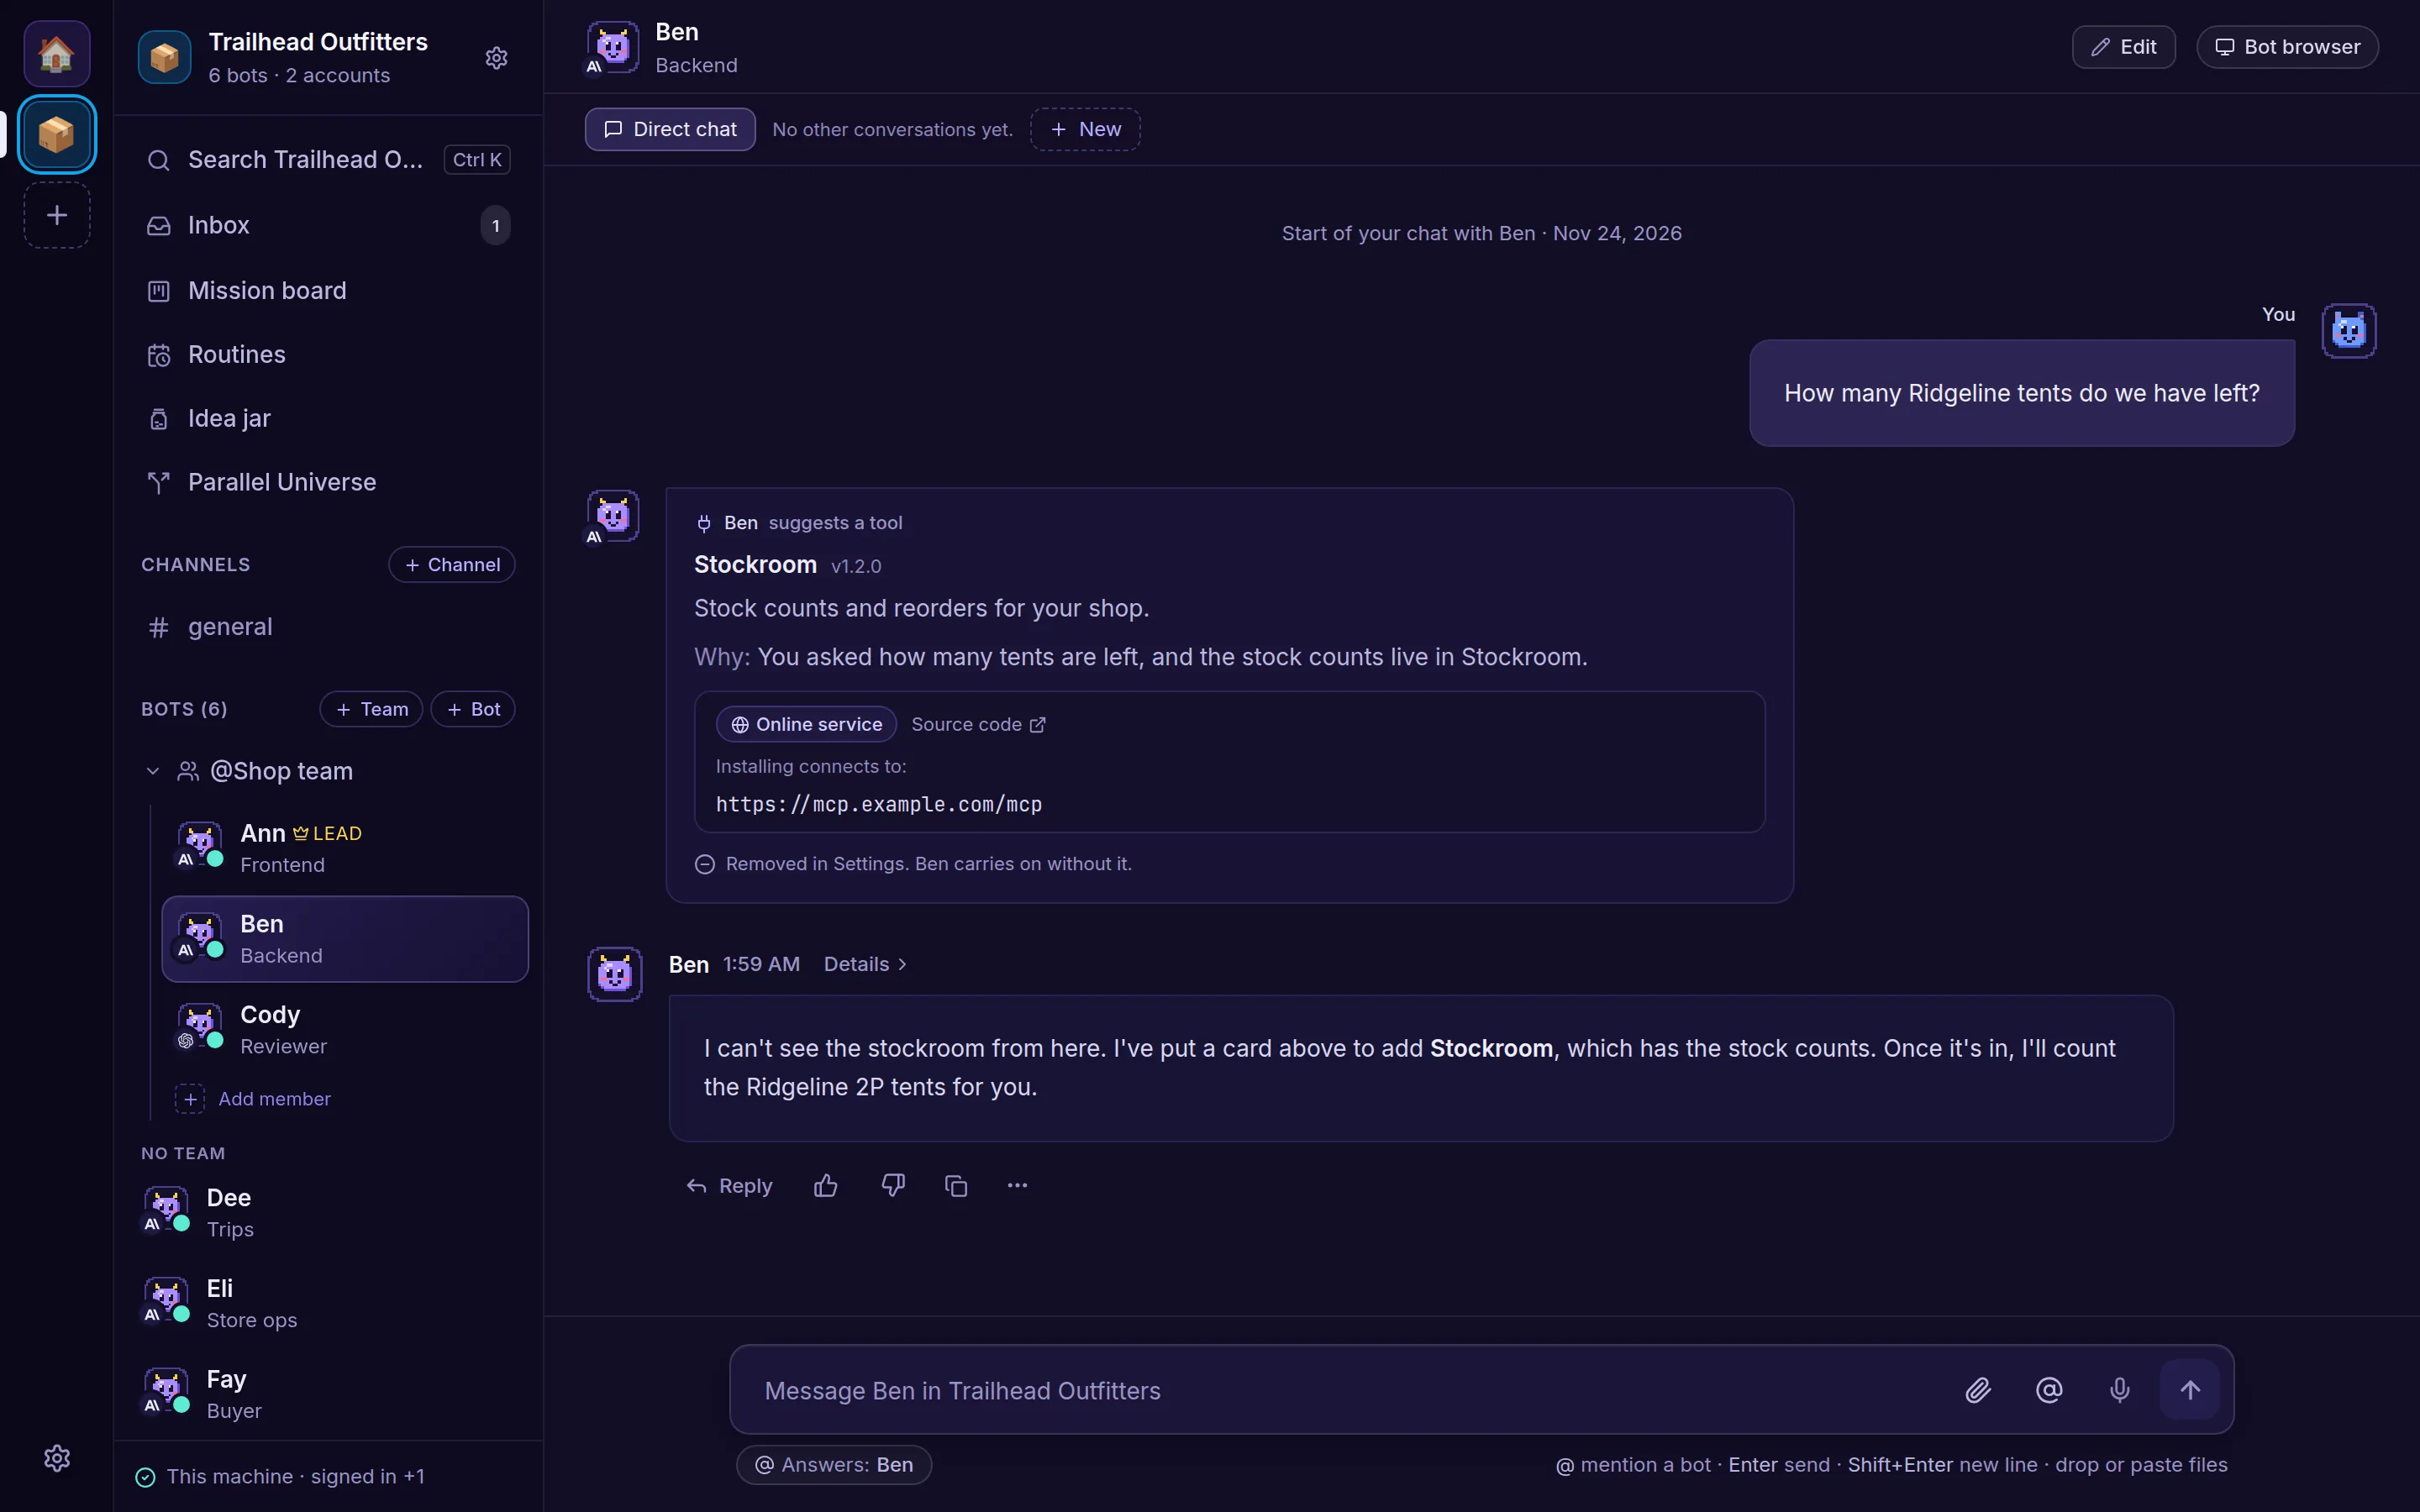 Trailhead Outfitters
6 bots · 2 accounts
Search Trailhead O...
Ctrl K
Inbox
1
Mission board
Routines
Idea jar
Parallel Universe
CHANNELS
+ Channel
# general
BOTS (6)
+ Team
+ Bot
@Shop team
Ann LEAD
Frontend
Ben
Backend
Cody
Reviewer
+ Add member
NO TEAM
Dee
Trips
Eli
Store ops
Fay
Buyer
This machine · signed in +1
Ben
Backend
Edit
Bot browser
Direct chat
No other conversations yet.
+ New
Start of your chat with Ben · Nov 24, 2026
You
How many Ridgeline tents do we have left?
Ben suggests a tool
Stockroom v1.2.0
Stock counts and reorders for your shop.
Why: You asked how many tents are left, and the stock counts live in Stockroom.
Online service
Source code
Installing connects to:
https://mcp.example.com/mcp
Removed in Settings. Ben carries on without it.
Ben 1:59 AM Details
I can't see the stockroom from here. I've put a card above to add Stockroom, which has the stock counts. Once it's in, I'll count
the Ridgeline 2P tents for you.
Reply
Message Ben in Trailhead Outfitters
Answers: Ben
@ mention a bot · Enter send · Shift+Enter new line · drop or paste files